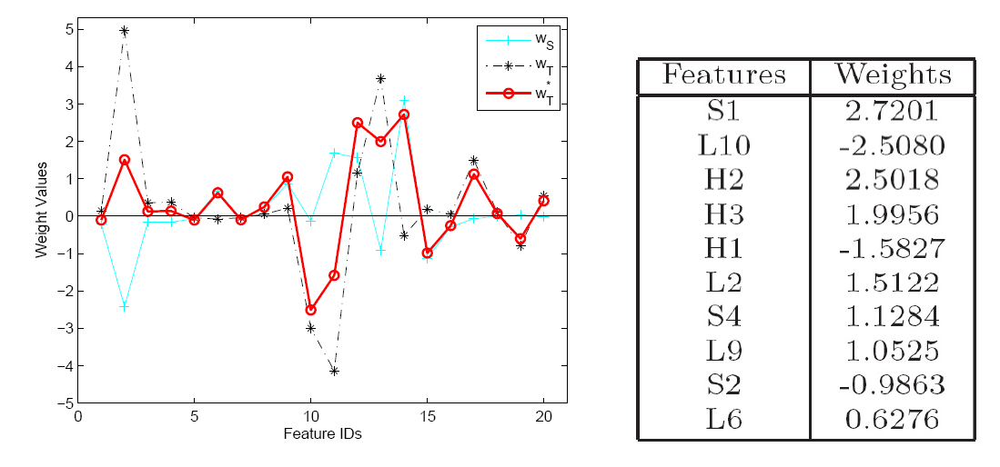 5
4
3
2
1
0
−1
−2
−3
−4
−5
0 5 10 15 20
Weight Values
Feature IDs
w_S
w_T
w_T^*
Features Weights
S1 2.7201
L10 -2.5080
H2 2.5018
H3 1.9956
H1 -1.5827
L2 1.5122
S4 1.1284
L9 1.0525
S2 -0.9863
L6 0.6276